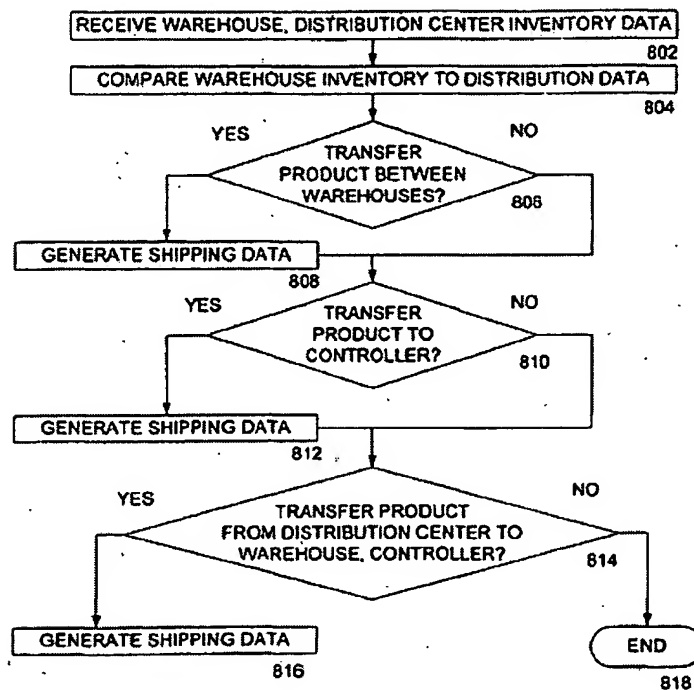 RECEIVE WAREHOUSE, DISTRIBUTION CENTER INVENTORY DATA
802
COMPARE WAREHOUSE INVENTORY TO DISTRIBUTION DATA
804
YES
NO
TRANSFER
PRODUCT BETWEEN
WAREHOUSES?
806
GENERATE SHIPPING DATA
808
YES
NO
TRANSFER
PRODUCT TO
CONTROLLER?
810
GENERATE SHIPPING DATA
812
YES
NO
TRANSFER PRODUCT
FROM DISTRIBUTION CENTER TO
WAREHOUSE, CONTROLLER?
814
GENERATE SHIPPING DATA
816
END
818